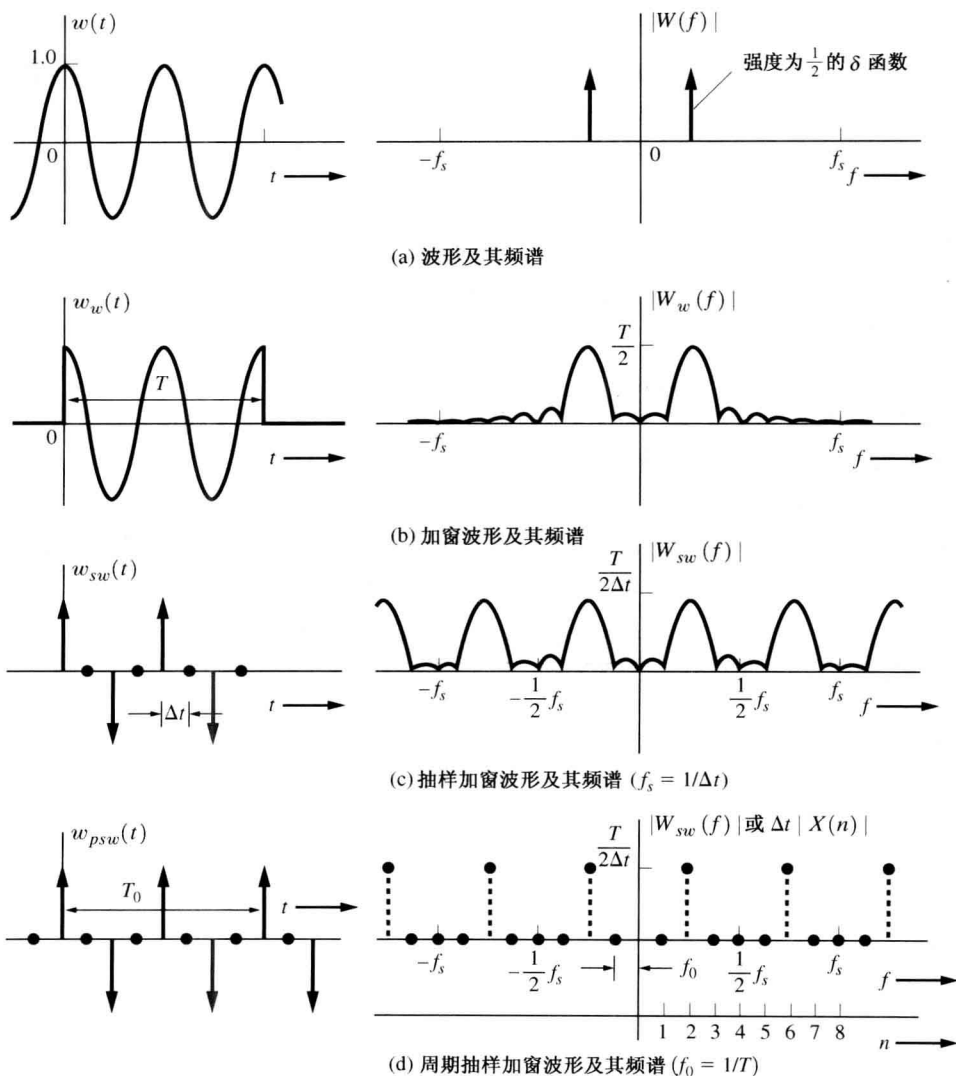 w(t)
1.0
0
t
|W(f)|
强度为 1/2 的 δ 函数
−f_s
0
f_s
f
(a) 波形及其频谱
w_w(t)
T
0
t
|W_w(f)|
T/2
−f_s
f_s
f
(b) 加窗波形及其频谱
w_sw(t)
Δt
t
|W_sw(f)|
T/2Δt
−f_s
−1/2 f_s
1/2 f_s
f_s
f
(c) 抽样加窗波形及其频谱 (f_s = 1/Δt)
w_psw(t)
T_0
t
|W_sw(f)| 或 Δt | X(n) |
T/2Δt
−f_s
−1/2 f_s
f_0
1/2 f_s
f_s
f
1 2 3 4 5 6 7 8
n
(d) 周期抽样加窗波形及其频谱 (f_0 = 1/T)